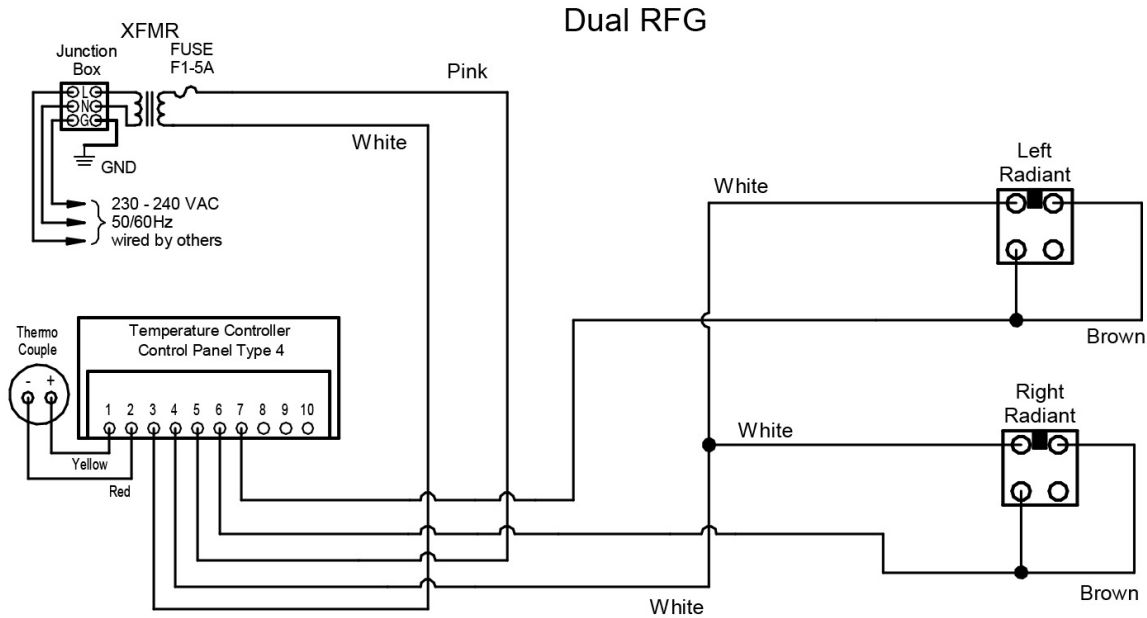 Dual RFG
XFMR
Junction
Box
FUSE
F1-5A
Pink
L
N
G
White
GND
230 - 240 VAC
50/60Hz
wired by others
Left
Radiant
White
Brown
Thermo
Couple
- +
Temperature Controller
Control Panel Type 4
1 2 3 4 5 6 7 8 9 10
Yellow
Red
Right
Radiant
White
Brown
White